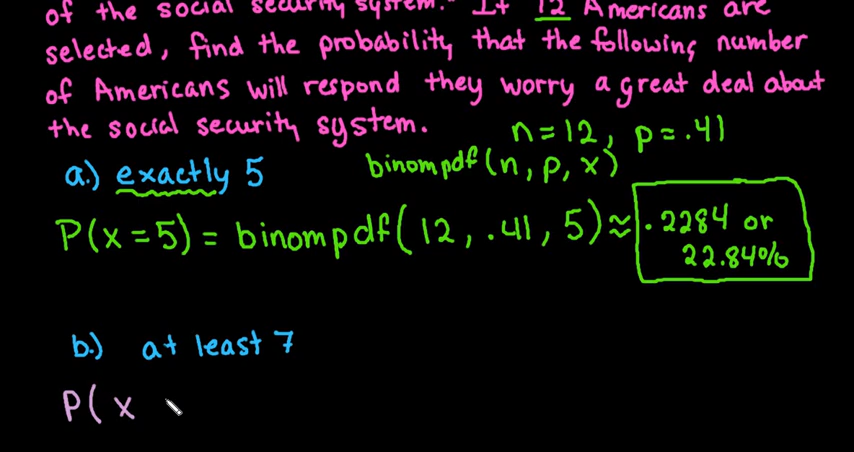 of the social security system." If 12 Americans are
selected, find the probability that the following number
of Americans will respond they worry a great deal about
the social security system.
n=12, p=.41
a.) exactly 5
binompdf(n, p, x)
P(x=5) = binompdf(12, .41, 5) ≈ .2284 or
22.84%
b.) at least 7
P( x